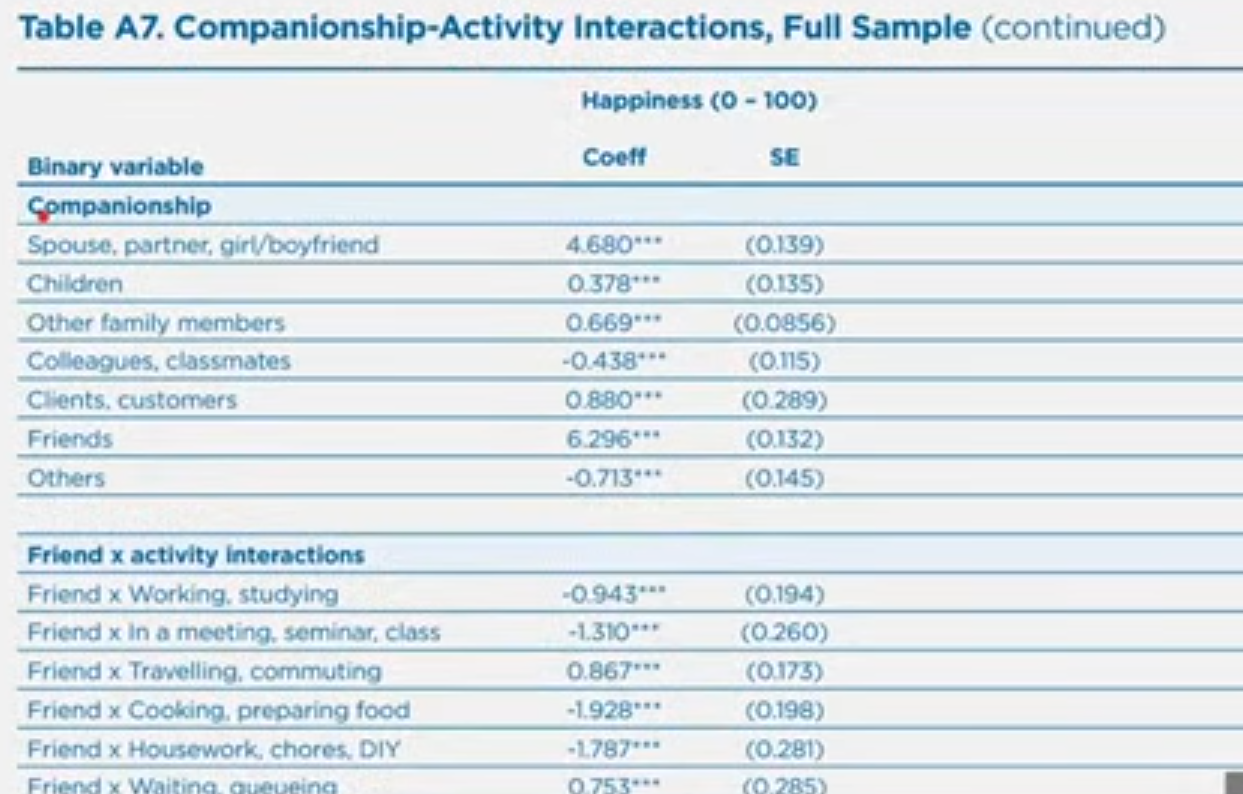 Table A7. Companionship-Activity Interactions, Full Sample (continued)
Happiness (0 – 100)
Binary variable Coeff SE
Companionship
Spouse, partner, girl/boyfriend 4.680*** (0.139)
Children 0.378*** (0.135)
Other family members 0.669*** (0.0856)
Colleagues, classmates -0.438*** (0.115)
Clients, customers 0.880*** (0.289)
Friends 6.296*** (0.132)
Others -0.713*** (0.145)
Friend x activity interactions
Friend x Working, studying -0.943*** (0.194)
Friend x In a meeting, seminar, class -1.310*** (0.260)
Friend x Travelling, commuting 0.867*** (0.173)
Friend x Cooking, preparing food -1.928*** (0.198)
Friend x Housework, chores, DIY -1.787*** (0.281)
Friend x Waiting, queueing 0.753*** (0.285)